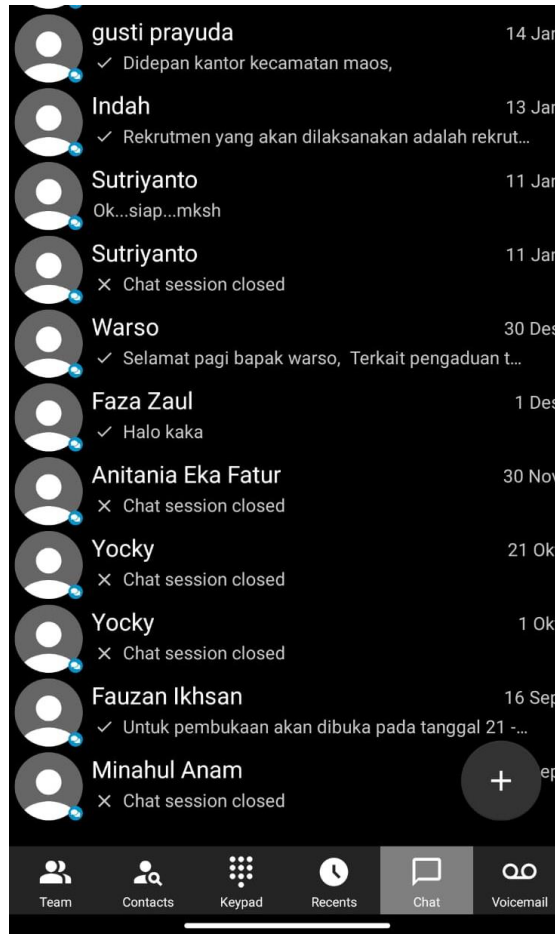 gusti prayuda 14 Jan
✓ Didepan kantor kecamatan maos,
Indah 13 Jan
✓ Rekrutmen yang akan dilaksanakan adalah rekrut...
Sutriyanto 11 Jan
Ok...siap...mksh
Sutriyanto 11 Jan
× Chat session closed
Warso 30 Des
✓ Selamat pagi bapak warso, Terkait pengaduan t...
Faza Zaul 1 Des
✓ Halo kaka
Anitania Eka Fatur 30 Nov
× Chat session closed
Yocky 21 Ok
× Chat session closed
Yocky 1 Ok
× Chat session closed
Fauzan Ikhsan 16 Sep
✓ Untuk pembukaan akan dibuka pada tanggal 21 -...
Minahul Anam ep
× Chat session closed
Team Contacts Keypad Recents Chat Voicemail